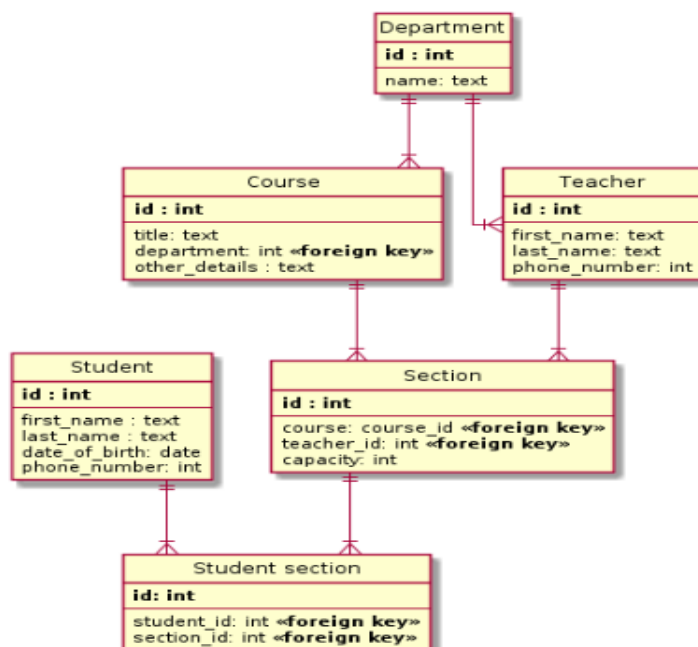 Department
id : int
name: text
Course
id : int
title: text
department: int «foreign key»
other_details : text
Teacher
id : int
first_name: text
last_name: text
phone_number: int
Student
id : int
first_name : text
last_name : text
date_of_birth: date
phone_number: int
Section
id : int
course: course_id «foreign key»
teacher_id: int «foreign key»
capacity: int
Student section
id: int
student_id: int «foreign key»
section_id: int «foreign key»